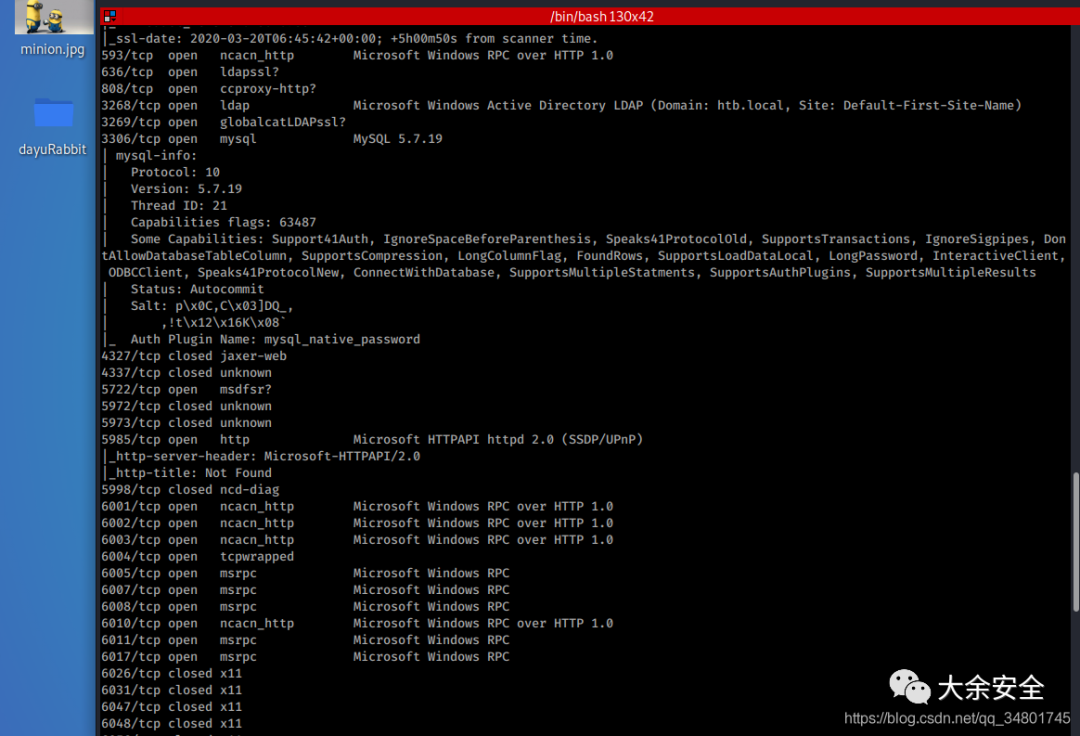 minion.jpg
dayuRabbit
/bin/bash 130x42
|_ssl-date: 2020-03-20T06:45:42+00:00; +5h00m50s from scanner time.
593/tcp  open   ncacn_http        Microsoft Windows RPC over HTTP 1.0
636/tcp  open   ldapssl?
808/tcp  open   ccproxy-http?
3268/tcp open   ldap              Microsoft Windows Active Directory LDAP (Domain: htb.local, Site: Default-First-Site-Name)
3269/tcp open   globalcatLDAPssl?
3306/tcp open   mysql             MySQL 5.7.19
| mysql-info:
|   Protocol: 10
|   Version: 5.7.19
|   Thread ID: 21
|   Capabilities flags: 63487
|   Some Capabilities: Support41Auth, IgnoreSpaceBeforeParenthesis, Speaks41ProtocolOld, SupportsTransactions, IgnoreSigpipes, Don
tAllowDatabaseTableColumn, SupportsCompression, LongColumnFlag, FoundRows, SupportsLoadDataLocal, LongPassword, InteractiveClient,
 ODBCClient, Speaks41ProtocolNew, ConnectWithDatabase, SupportsMultipleStatments, SupportsAuthPlugins, SupportsMultipleResults
|   Status: Autocommit
|   Salt: p\x0C,C\x03]DQ_,
|       ,!t\x12\x16K\x08`
|_  Auth Plugin Name: mysql_native_password
4327/tcp closed jaxer-web
4337/tcp closed unknown
5722/tcp open   msdfsr?
5972/tcp closed unknown
5973/tcp closed unknown
5985/tcp open   http              Microsoft HTTPAPI httpd 2.0 (SSDP/UPnP)
|_http-server-header: Microsoft-HTTPAPI/2.0
|_http-title: Not Found
5998/tcp closed ncd-diag
6001/tcp open   ncacn_http        Microsoft Windows RPC over HTTP 1.0
6002/tcp open   ncacn_http        Microsoft Windows RPC over HTTP 1.0
6003/tcp open   ncacn_http        Microsoft Windows RPC over HTTP 1.0
6004/tcp open   tcpwrapped
6005/tcp open   msrpc             Microsoft Windows RPC
6007/tcp open   msrpc             Microsoft Windows RPC
6008/tcp open   msrpc             Microsoft Windows RPC
6010/tcp open   ncacn_http        Microsoft Windows RPC over HTTP 1.0
6011/tcp open   msrpc             Microsoft Windows RPC
6017/tcp open   msrpc             Microsoft Windows RPC
6026/tcp closed x11
6031/tcp closed x11
6047/tcp closed x11
6048/tcp closed x11
大余安全
https://blog.csdn.net/qq_34801745